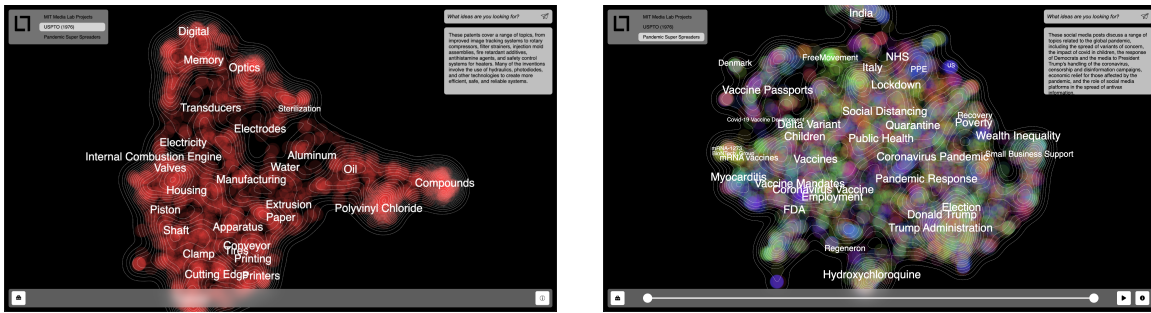 MIT Media Lab Projects
USPTO (1976)
Pandemic Super Spreaders
What ideas are you looking for?
These patents cover a range of topics, from
improved image tracking systems to rotary
compressors, filter strainers, injection mold
assemblies, fire retardant additives,
antihistamine agents, and safety control
systems for heaters. Many of the inventions
involve the use of hydraulics, photodiodes,
and other technologies to create more
efficient, safe, and reliable systems.
Digital
Memory
Optics
Transducers
Sterilization
Electrodes
Electricity
Internal Combustion Engine
Aluminum
Valves
Water
Oil
Manufacturing
Compounds
Housing
Piston
Extrusion
Polyvinyl Chloride
Paper
Shaft
Apparatus
Conveyor
Tires
Clamp
Printing
Cutting Edge
Printers
MIT Media Lab Projects
USPTO (1976)
Pandemic Super Spreaders
What ideas are you looking for?
These social media posts discuss a range of
topics related to the global pandemic,
including the spread of variants of concern,
the impact of covid in children, the response
of Democrats and the media to President
Trump's handling of the coronavirus,
censorship and disinformation campaigns,
economic relief for those affected by the
pandemic, and the role of social media
platforms in the spread of antivax
information.
India
FreeMovement
NHS
Denmark
Italy
PPE
us
Lockdown
Vaccine Passports
Social Distancing
Recovery
Covid-19 Vaccine Development
Delta Variant
Quarantine
Poverty
Children
Public Health
Wealth Inequality
mRNA vaccines
Vaccines
Coronavirus Pandemic
Small Business Support
Myocarditis
Pandemic Response
Vaccine Mandates
Coronavirus Vaccine
Employment
FDA
Election
Donald Trump
Trump Administration
Regeneron
Hydroxychloroquine